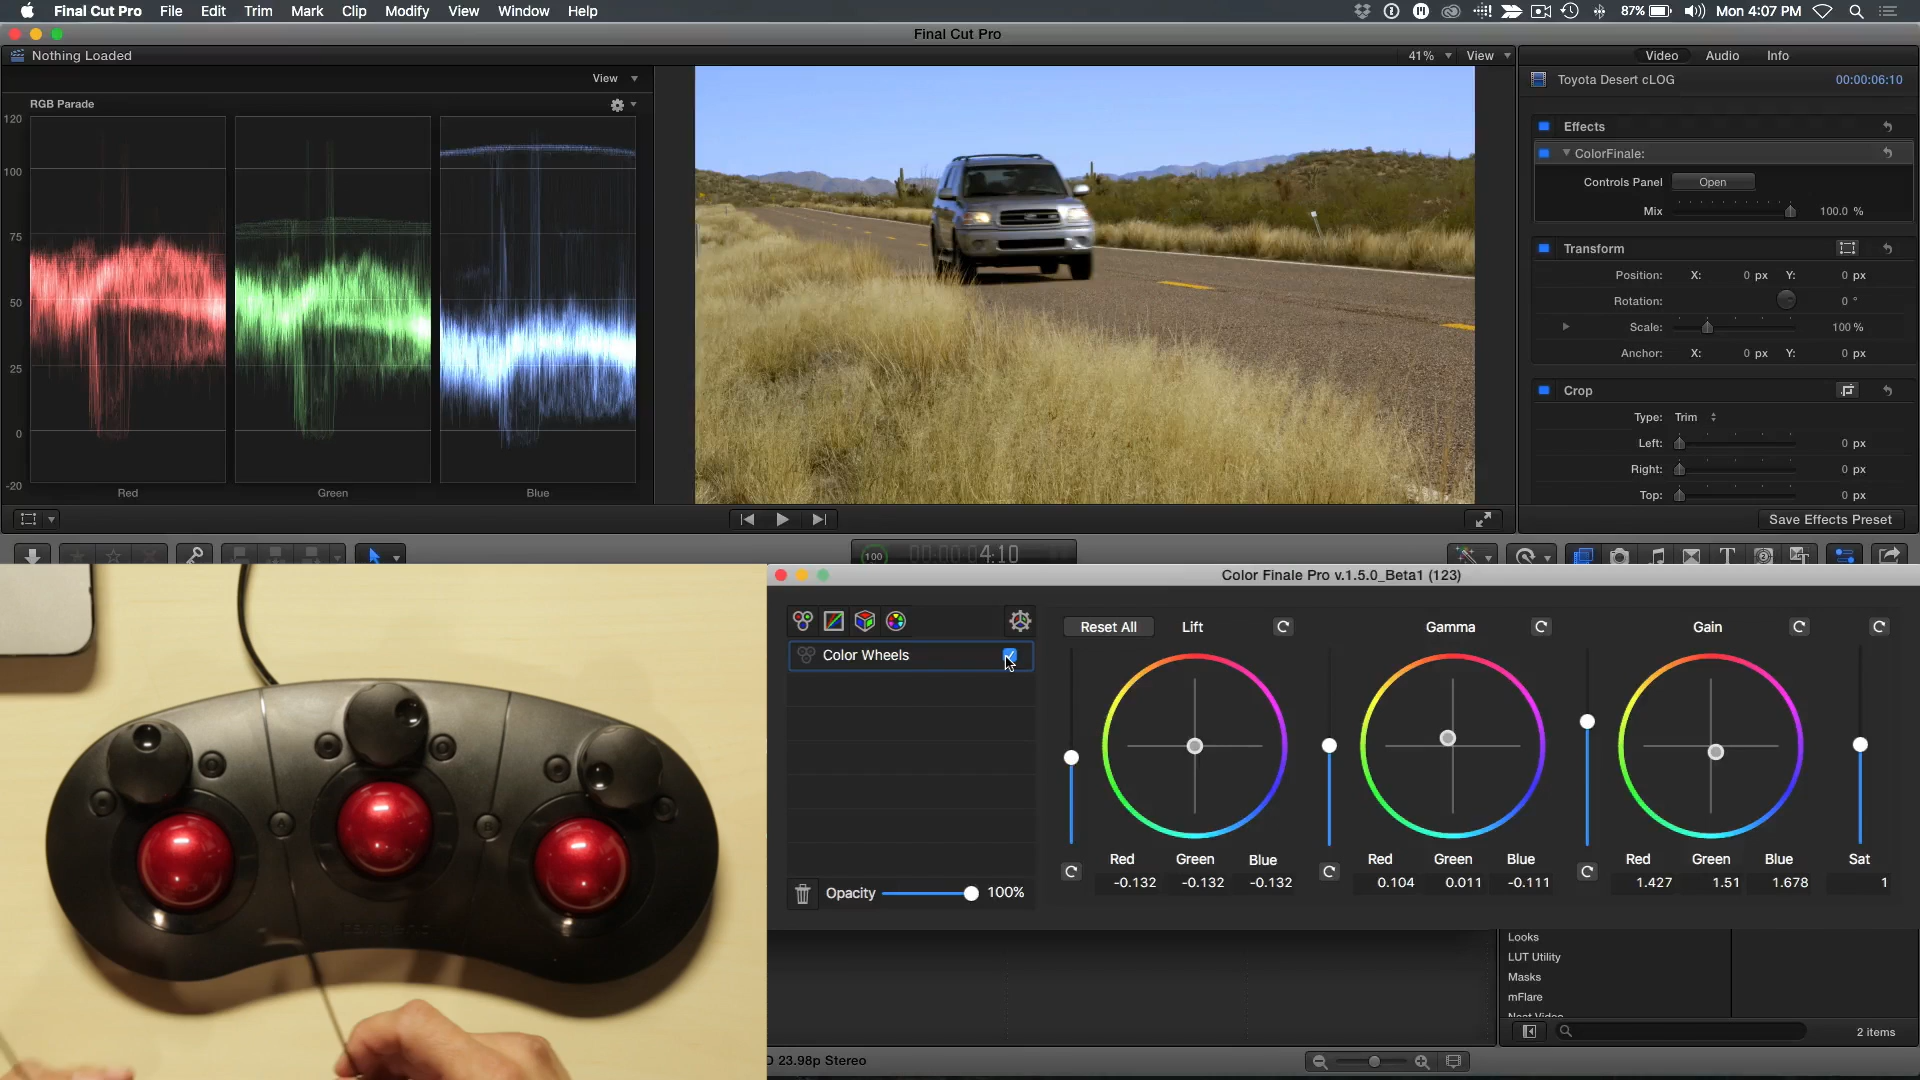 Final Cut Pro File Edit Trim Mark Clip Modify View Window Help 87% Mon 4:07 PM
Final Cut Pro
Nothing Loaded 41% View Video Audio Info
View
Toyota Desert cLOG 00:00:06:10
RGB Parade
120
100
75
50
25
0
-20
Red Green Blue
Effects
ColorFinale:
Controls Panel Open
Mix 100.0 %
Transform
Position: X: 0 px Y: 0 px
Rotation: 0 °
Scale: 100 %
Anchor: X: 0 px Y: 0 px
Crop
Type: Trim
Left: 0 px
Right: 0 px
Top: 0 px
Save Effects Preset
100 4:10
Color Finale Pro v.1.5.0_Beta1 (123)
Reset All Lift Gamma Gain
Color Wheels
Red Green Blue Red Green Blue Red Green Blue Sat
-0.132 -0.132 -0.132 0.104 0.011 -0.111 1.427 1.51 1.678 1
Opacity 100%
A
B
Looks
LUT Utility
Masks
mFlare
Neat Video
2 items
23.98p Stereo